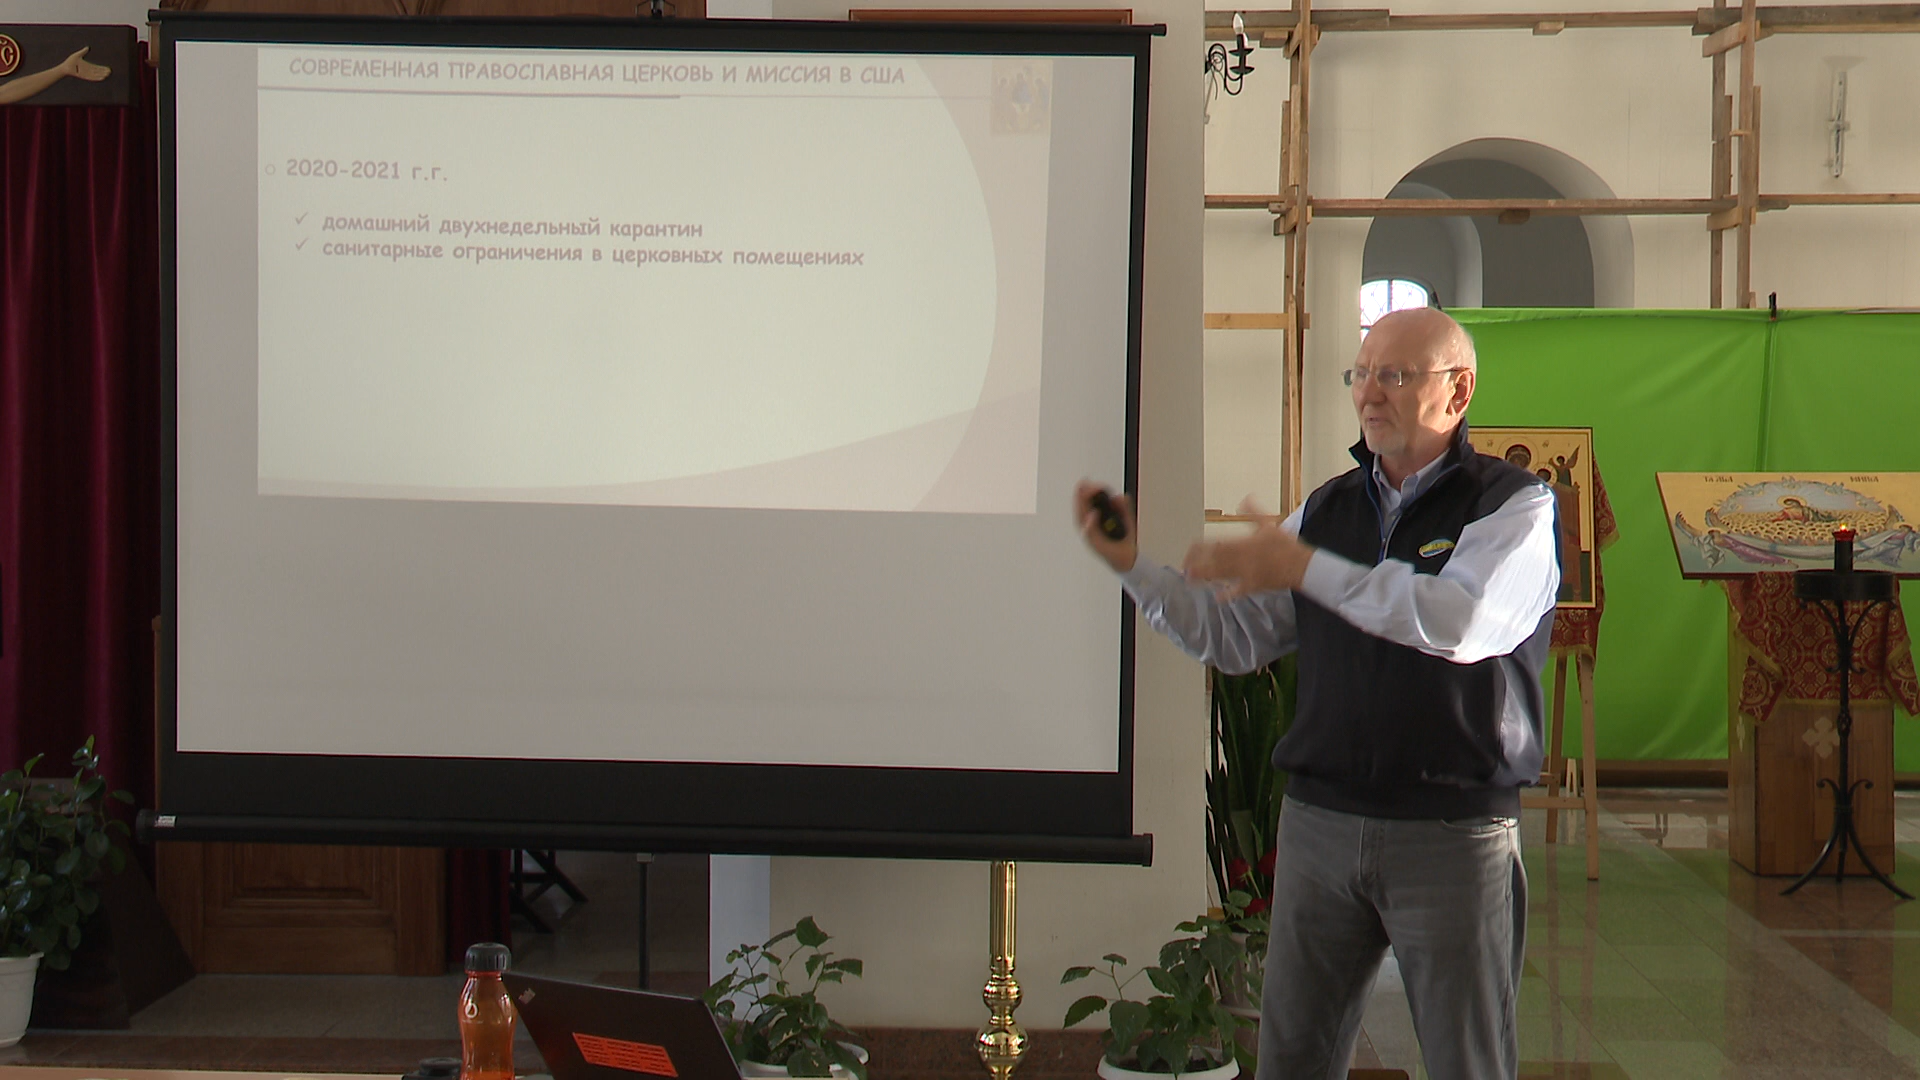 СОВРЕМЕННАЯ ПРАВОСЛАВНАЯ ЦЕРКОВЬ И МИССИЯ В США
2020-2021 г.г.
домашний двухнедельный карантин
санитарные ограничения в церковных помещениях